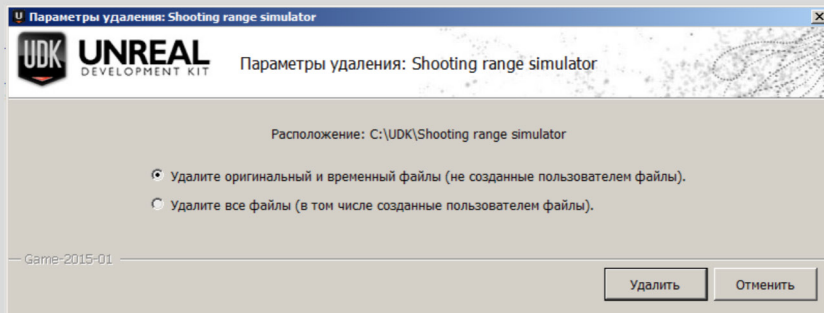 Параметры удаления: Shooting range simulator
UDK UNREAL
DEVELOPMENT KIT
Параметры удаления: Shooting range simulator
Расположение: C:\UDK\Shooting range simulator
Удалите оригинальный и временный файлы (не созданные пользователем файлы).
Удалите все файлы (в том числе созданные пользователем файлы).
Game-2015-01
Удалить
Отменить